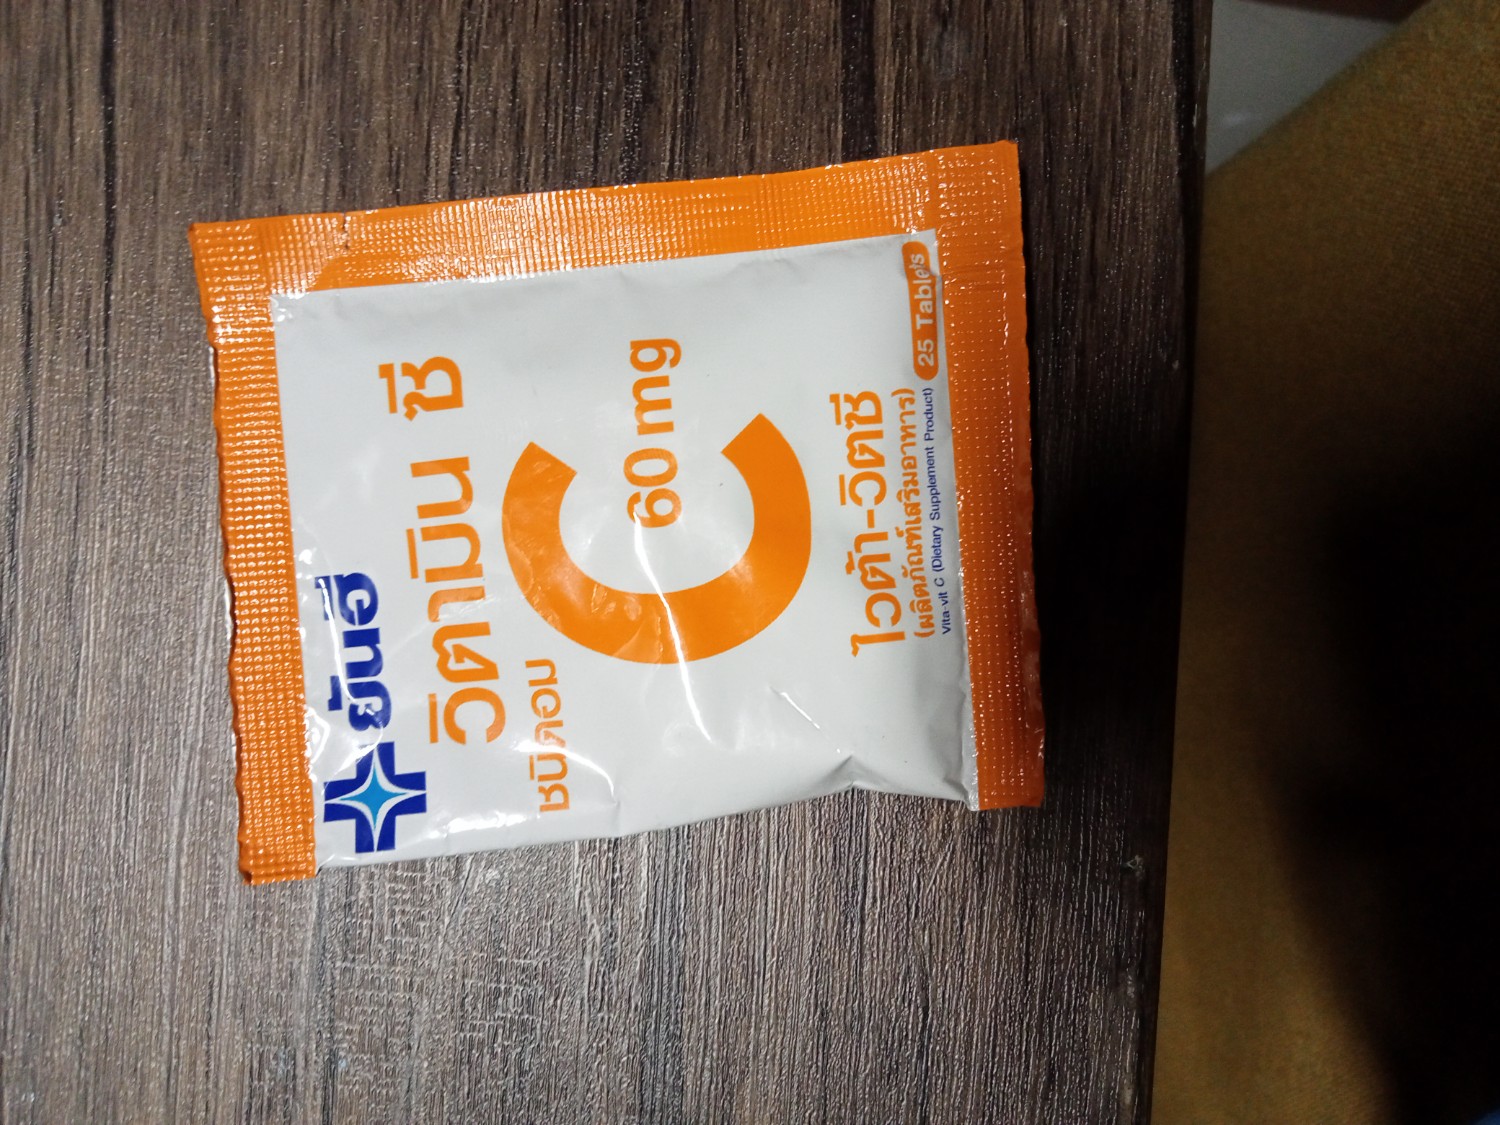 ยันฮี
วิตามิน ซี
ชนิดอม
60 mg
ไวต้า-วิตซี
(ผลิตภัณฑ์เสริมอาหาร)
Vita-vit C (Dietary Supplement Product)
25 Tablets